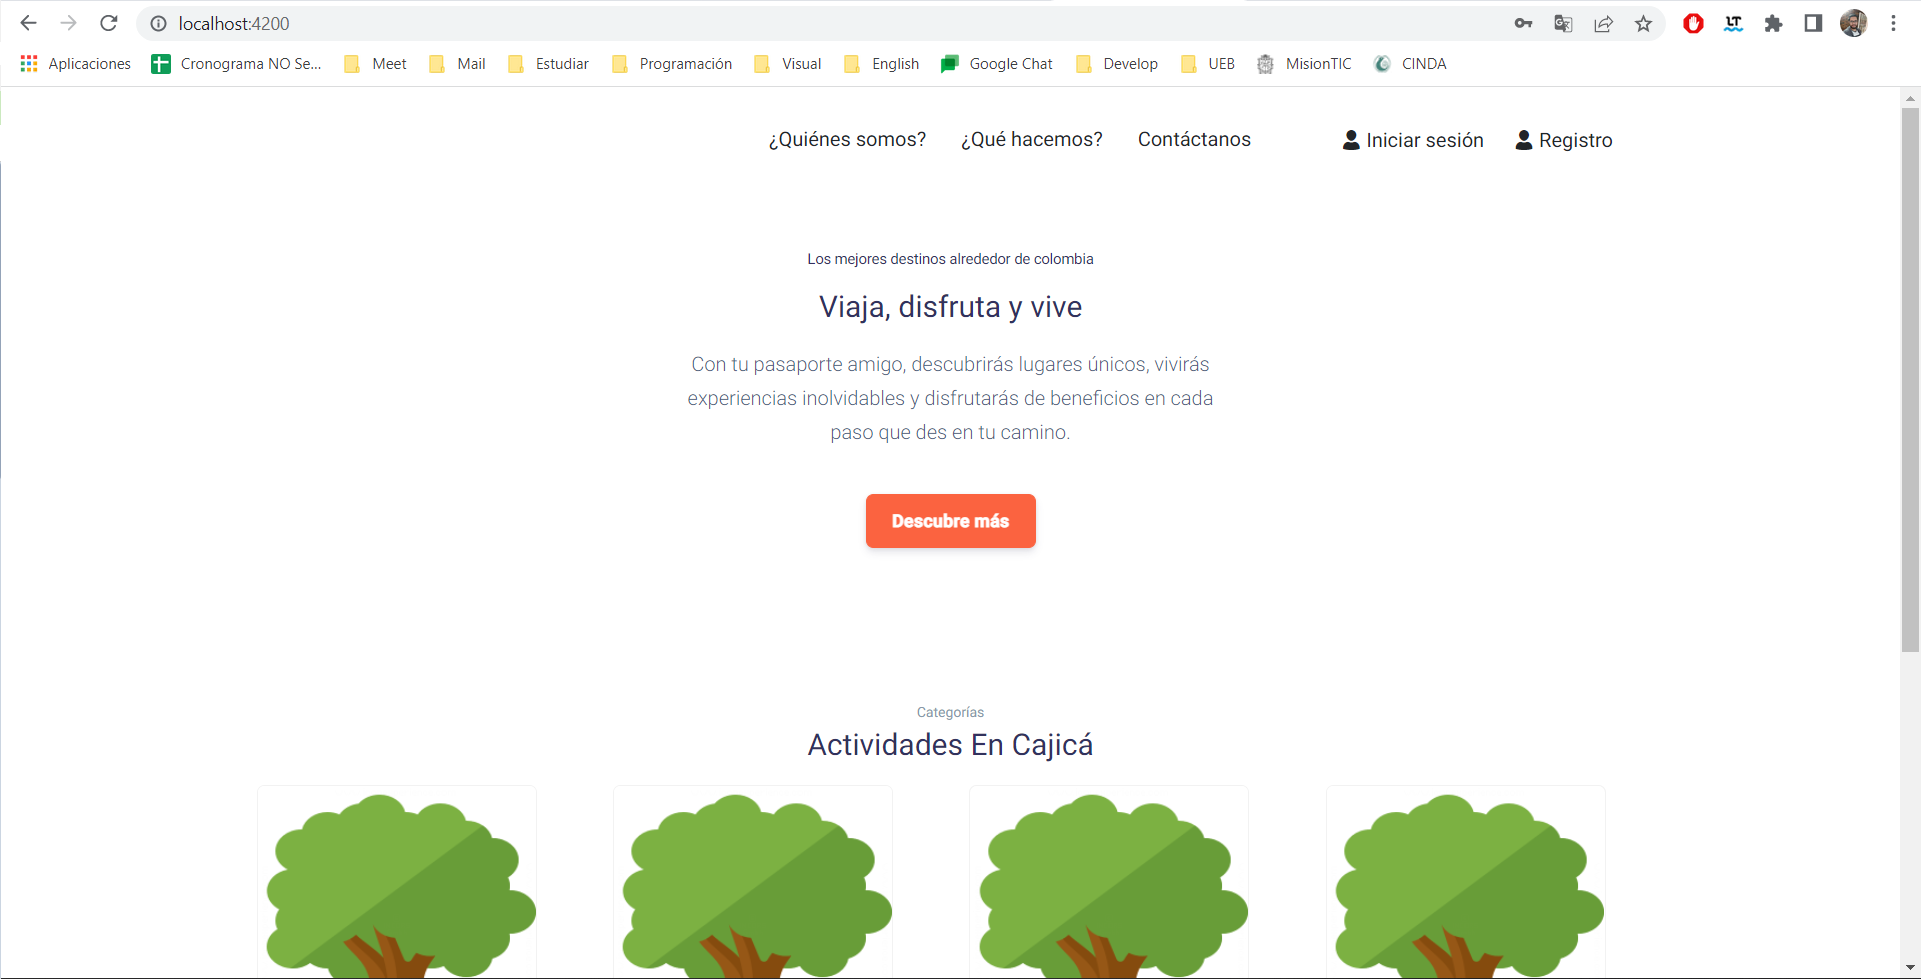 localhost:4200
Aplicaciones
Cronograma NO Se...
Meet
Mail
Estudiar
Programación
Visual
English
Google Chat
Develop
UEB
MisionTIC
CINDA
¿Quiénes somos?
¿Qué hacemos?
Contáctanos
Iniciar sesión
Registro
Los mejores destinos alrededor de colombia
Viaja, disfruta y vive
Con tu pasaporte amigo, descubrirás lugares únicos, vivirás
experiencias inolvidables y disfrutarás de beneficios en cada
paso que des en tu camino.
Descubre más
Categorías
Actividades En Cajicá